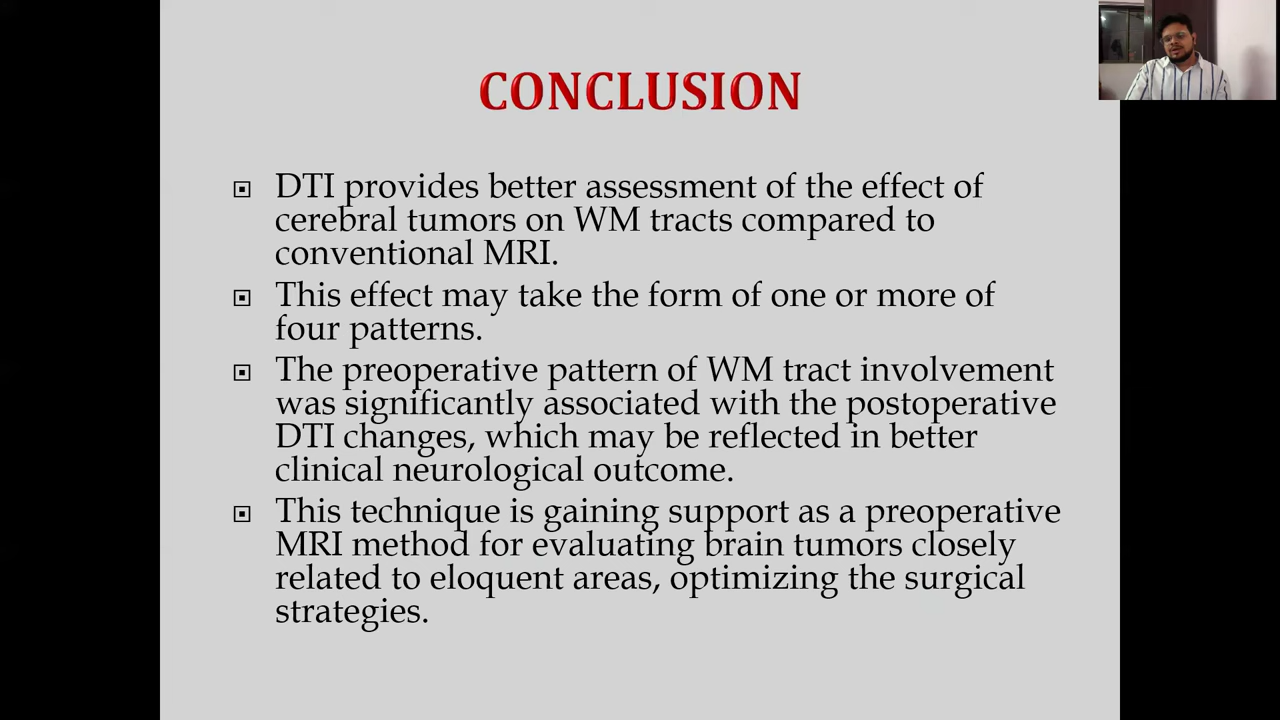 CONCLUSION
DTI provides better assessment of the effect of
cerebral tumors on WM tracts compared to
conventional MRI.
This effect may take the form of one or more of
four patterns.
The preoperative pattern of WM tract involvement
was significantly associated with the postoperative
DTI changes, which may be reflected in better
clinical neurological outcome.
This technique is gaining support as a preoperative
MRI method for evaluating brain tumors closely
related to eloquent areas, optimizing the surgical
strategies.